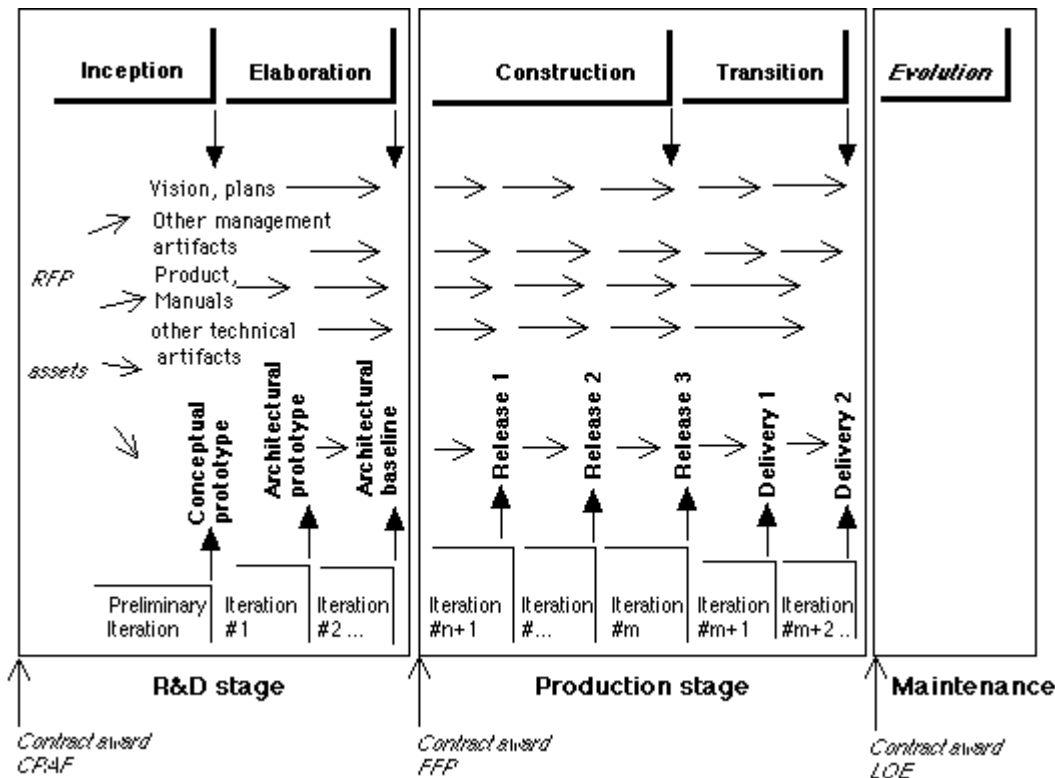 Inception
Elaboration
Construction
Transition
Evolution
Vision, plans
Other management
artifacts
RFP
Product,
Manuals
other technical
artifacts
assets
Conceptual
prototype
Architectural
prototype
Architectural
baseline
Release 1
Release 2
Release 3
Delivery 1
Delivery 2
Preliminary
Iteration
Iteration
#1
Iteration
#2 ...
Iteration
#n+1
Iteration
#...
Iteration
#m
Iteration
#m+1
Iteration
#m+2 ..
R&D stage
Production stage
Maintenance
Contract award
CPAF
Contract award
FFP
Contract award
LOE